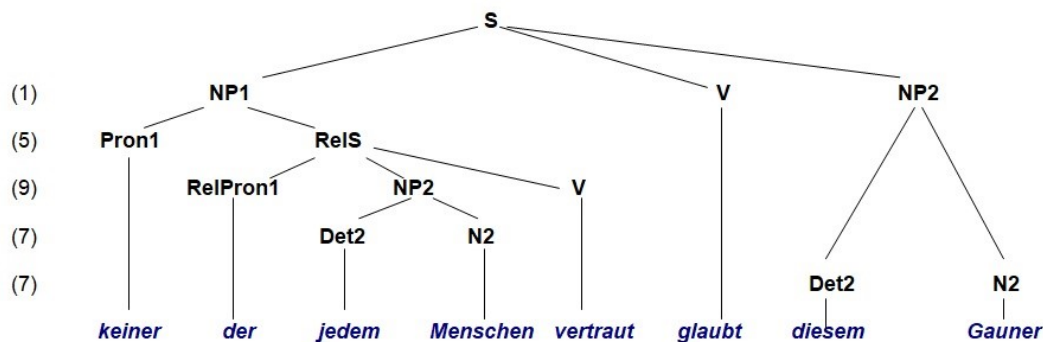 S
(1) NP1 V NP2
(5) Pron1 RelS
(9) RelPron1 NP2 V
(7) Det2 N2
(7) Det2 N2
keiner der jedem Menschen vertraut glaubt diesem Gauner